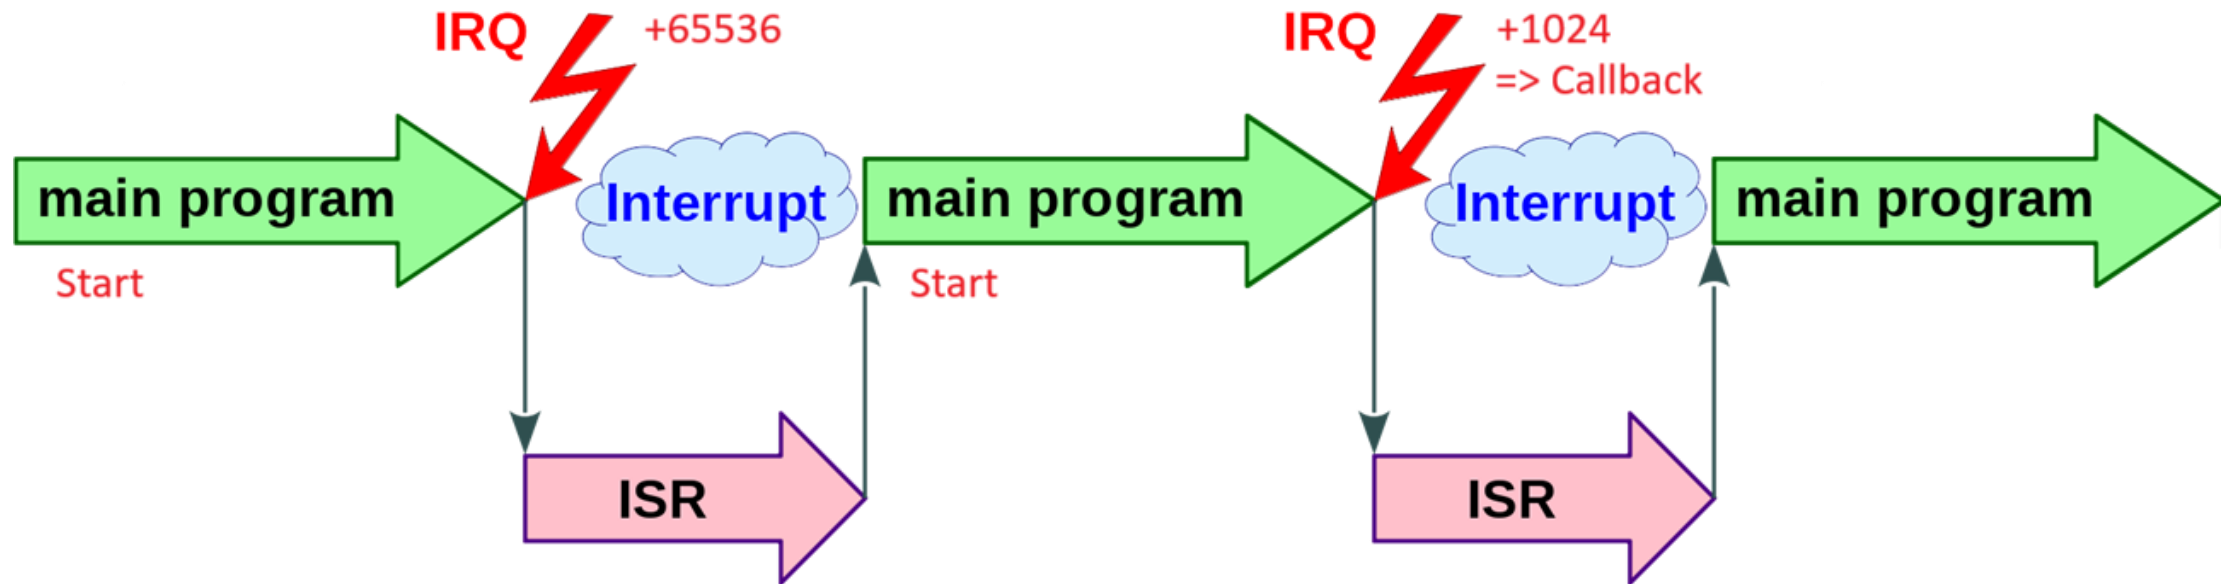 IRQ
+65536
IRQ
+1024
=> Callback
main program
Interrupt
main program
Interrupt
main program
Start
Start
ISR
ISR